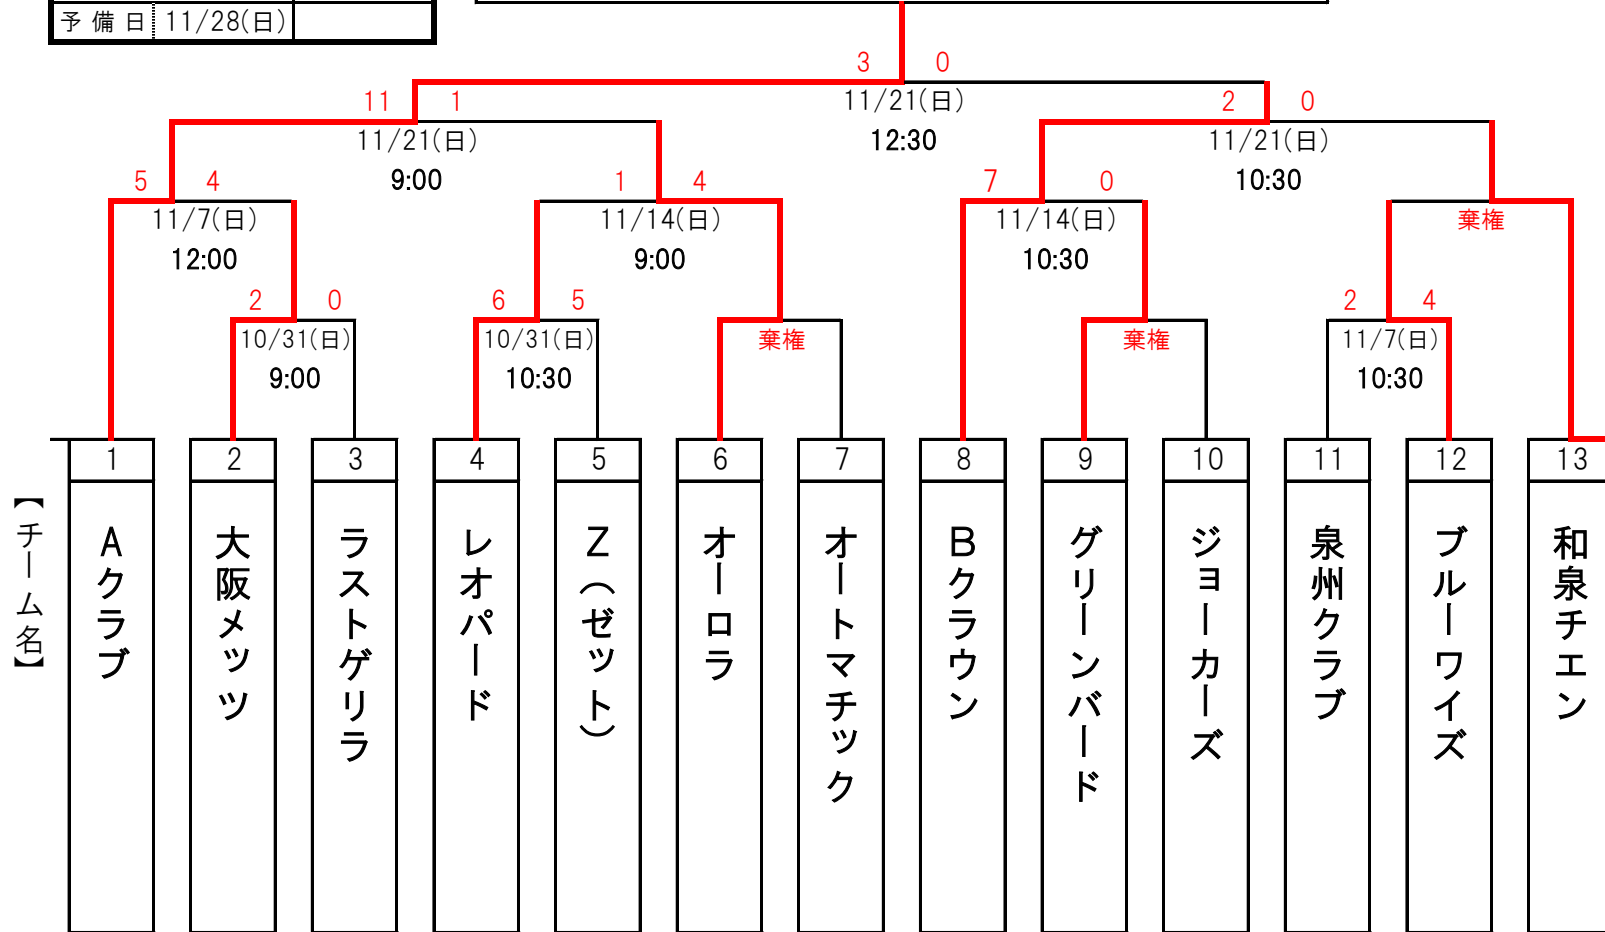 予備日 11/28(日)
3 0
11 1
11/21(日)
2 0
12:30
11/21(日)
11/21(日)
9:00
10:30
5 4
1 4
7 0
11/7(日)
11/14(日)
11/14(日)
棄権
12:00
9:00
10:30
2 0
6 5
2 4
10/31(日)
10/31(日)
棄権
棄権
11/7(日)
9:00
10:30
10:30
1 2 3 4 5 6 7 8 9 10 11 12 13
【チーム名】
Aクラブ
大阪メッツ
ラストゲリラ
レオパード
Z(ゼット)
オーロラ
オートマチック
Bクラウン
グリーンバード
ジョーカーズ
泉州クラブ
ブルーワイズ
和泉チエン